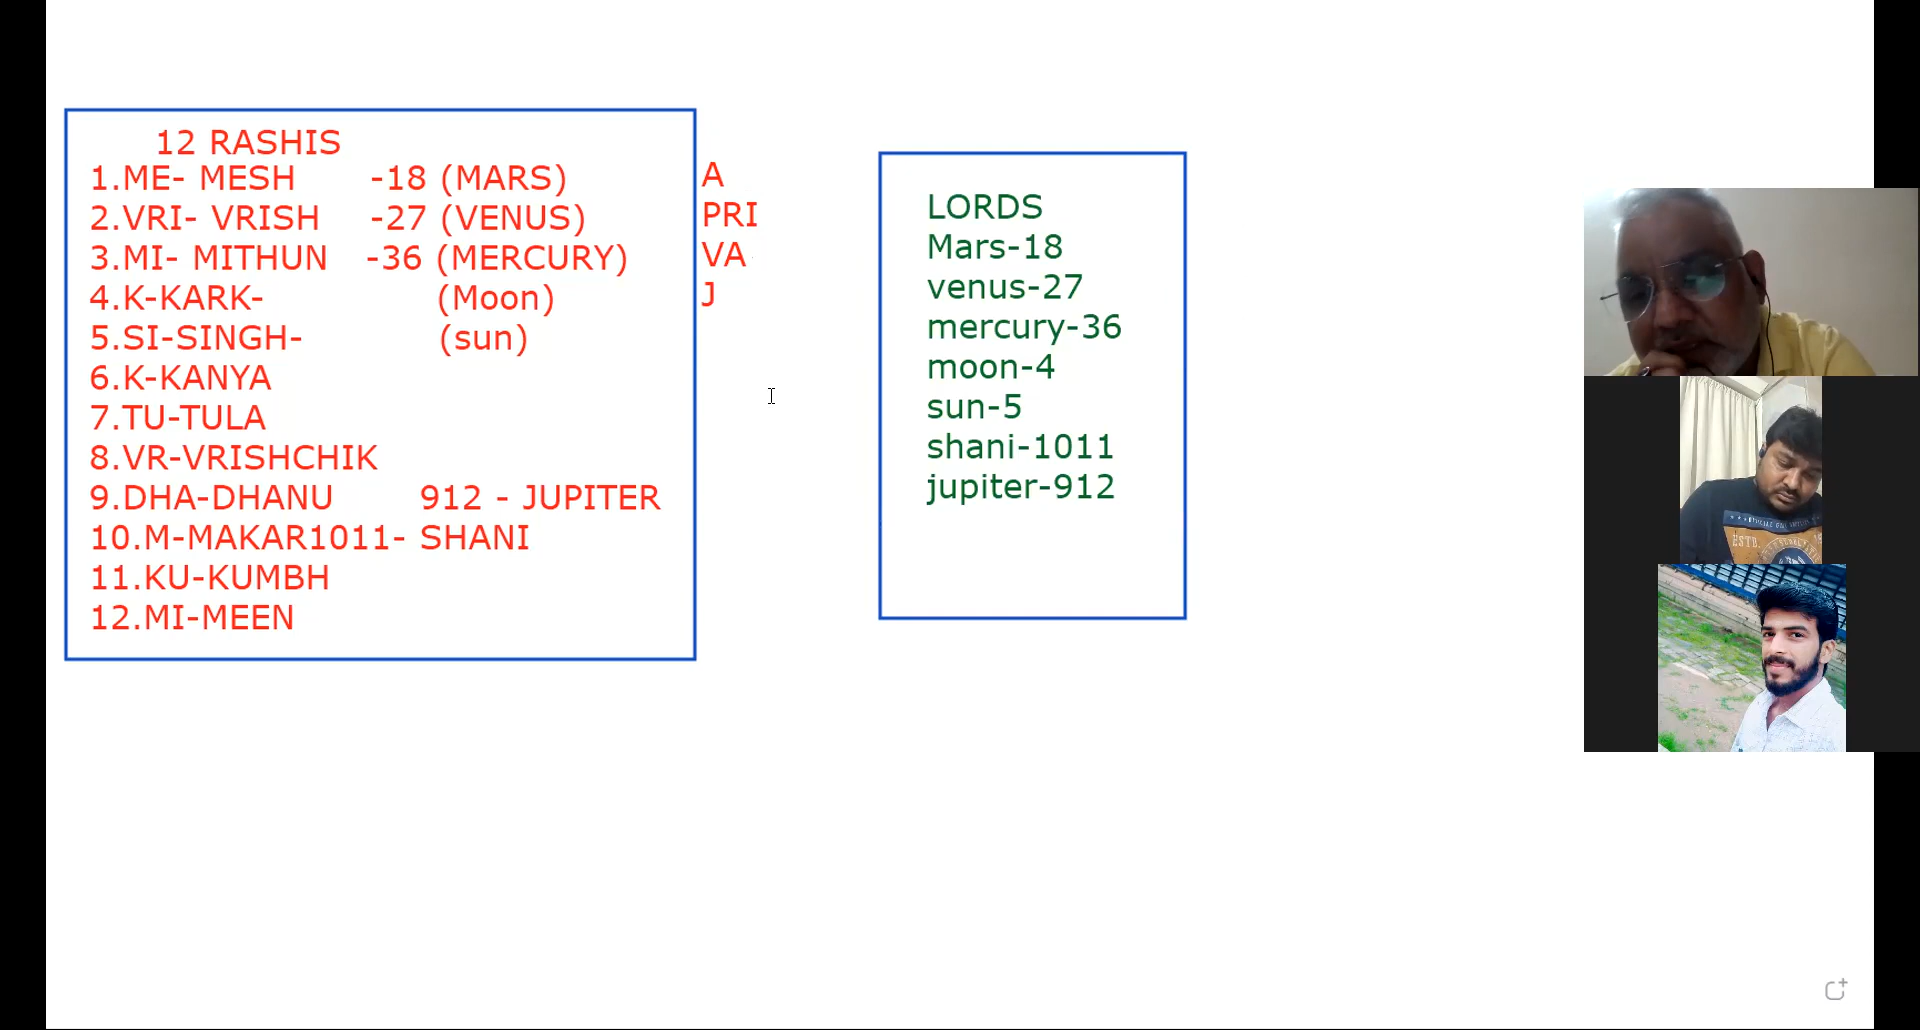 12 RASHIS
1.ME- MESH -18 (MARS)
2.VRI- VRISH -27 (VENUS)
3.MI- MITHUN -36 (MERCURY)
4.K-KARK- (Moon)
5.SI-SINGH- (sun)
6.K-KANYA
7.TU-TULA
8.VR-VRISHCHIK
9.DHA-DHANU 912 - JUPITER
10.M-MAKAR1011- SHANI
11.KU-KUMBH
12.MI-MEEN
A
PRI
VA
J
LORDS
Mars-18
venus-27
mercury-36
moon-4
sun-5
shani-1011
jupiter-912
ESTD.